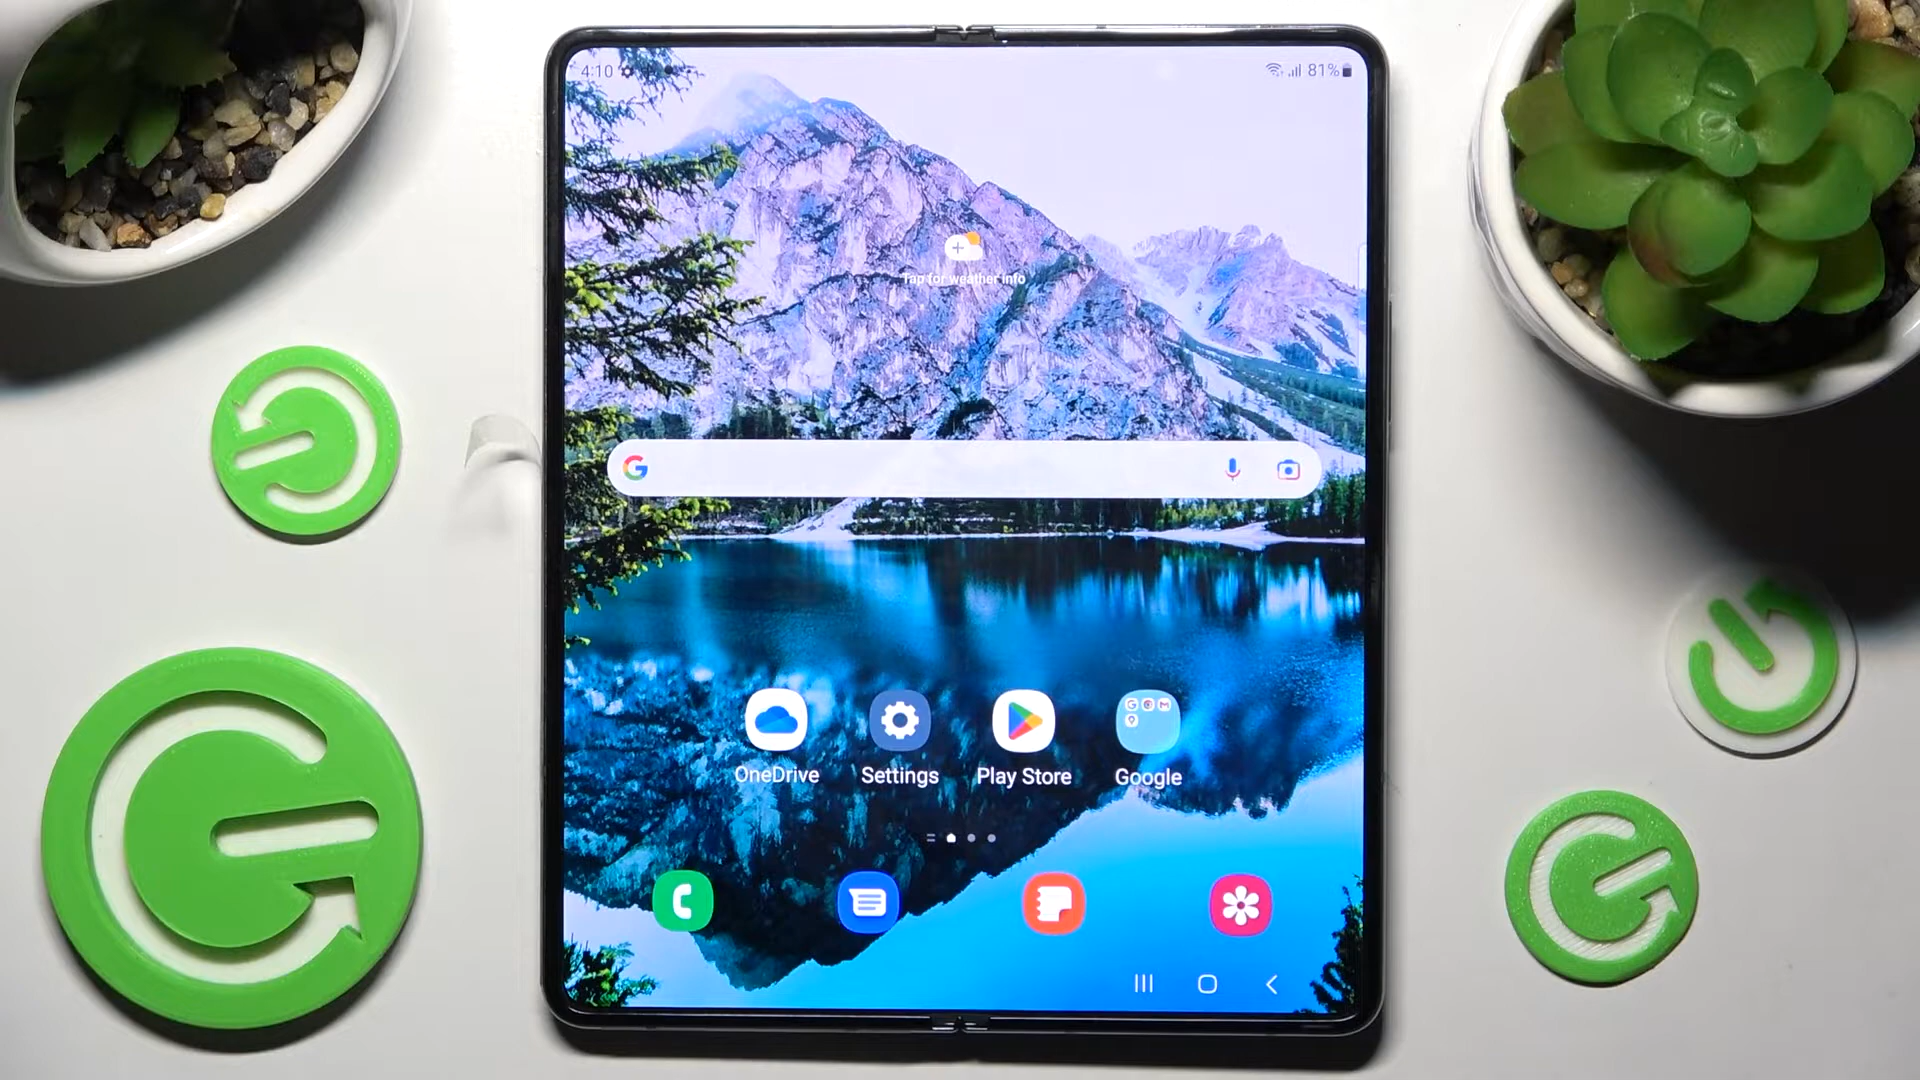 4:10
81%
Tap for weather info
OneDrive
Settings
Play Store
Google